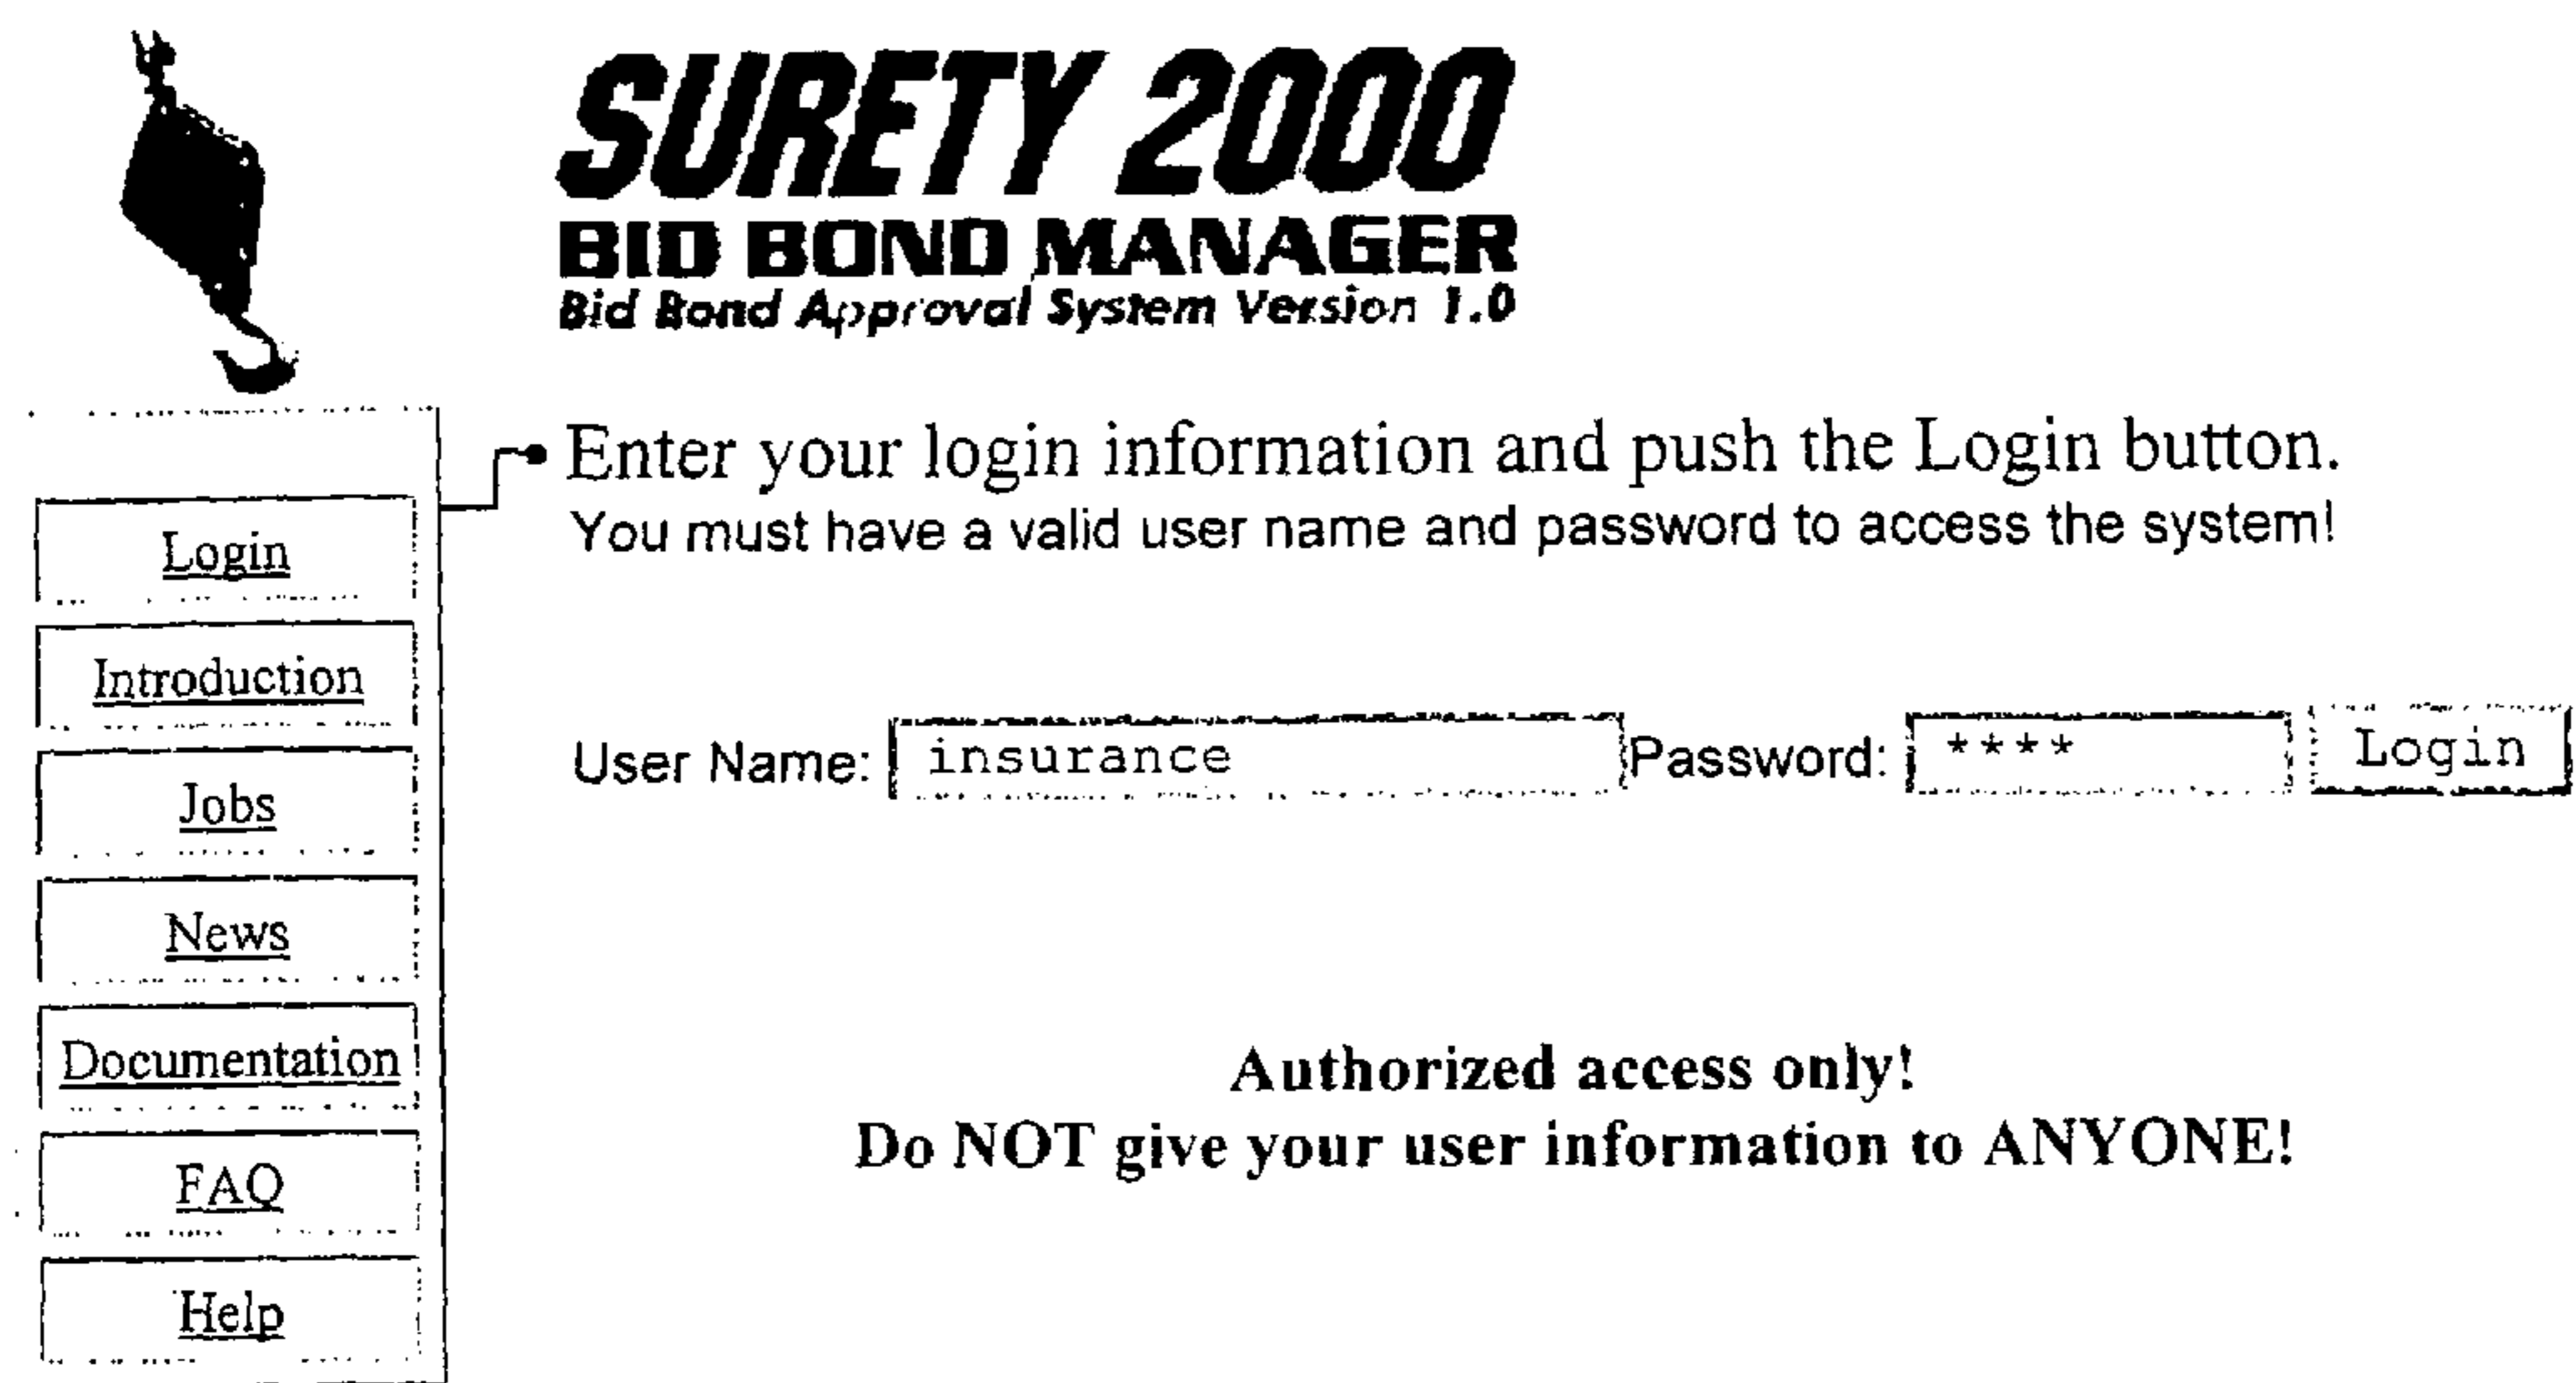 SURETY 2000
BID BOND MANAGER
Bid Bond Approval System Version 1.0
Enter your login information and push the Login button.
You must have a valid user name and password to access the system!
Login
Introduction
Jobs
News
Documentation
FAQ
Help
User Name: insurance Password: **** Login
Authorized access only!
Do NOT give your user information to ANYONE!